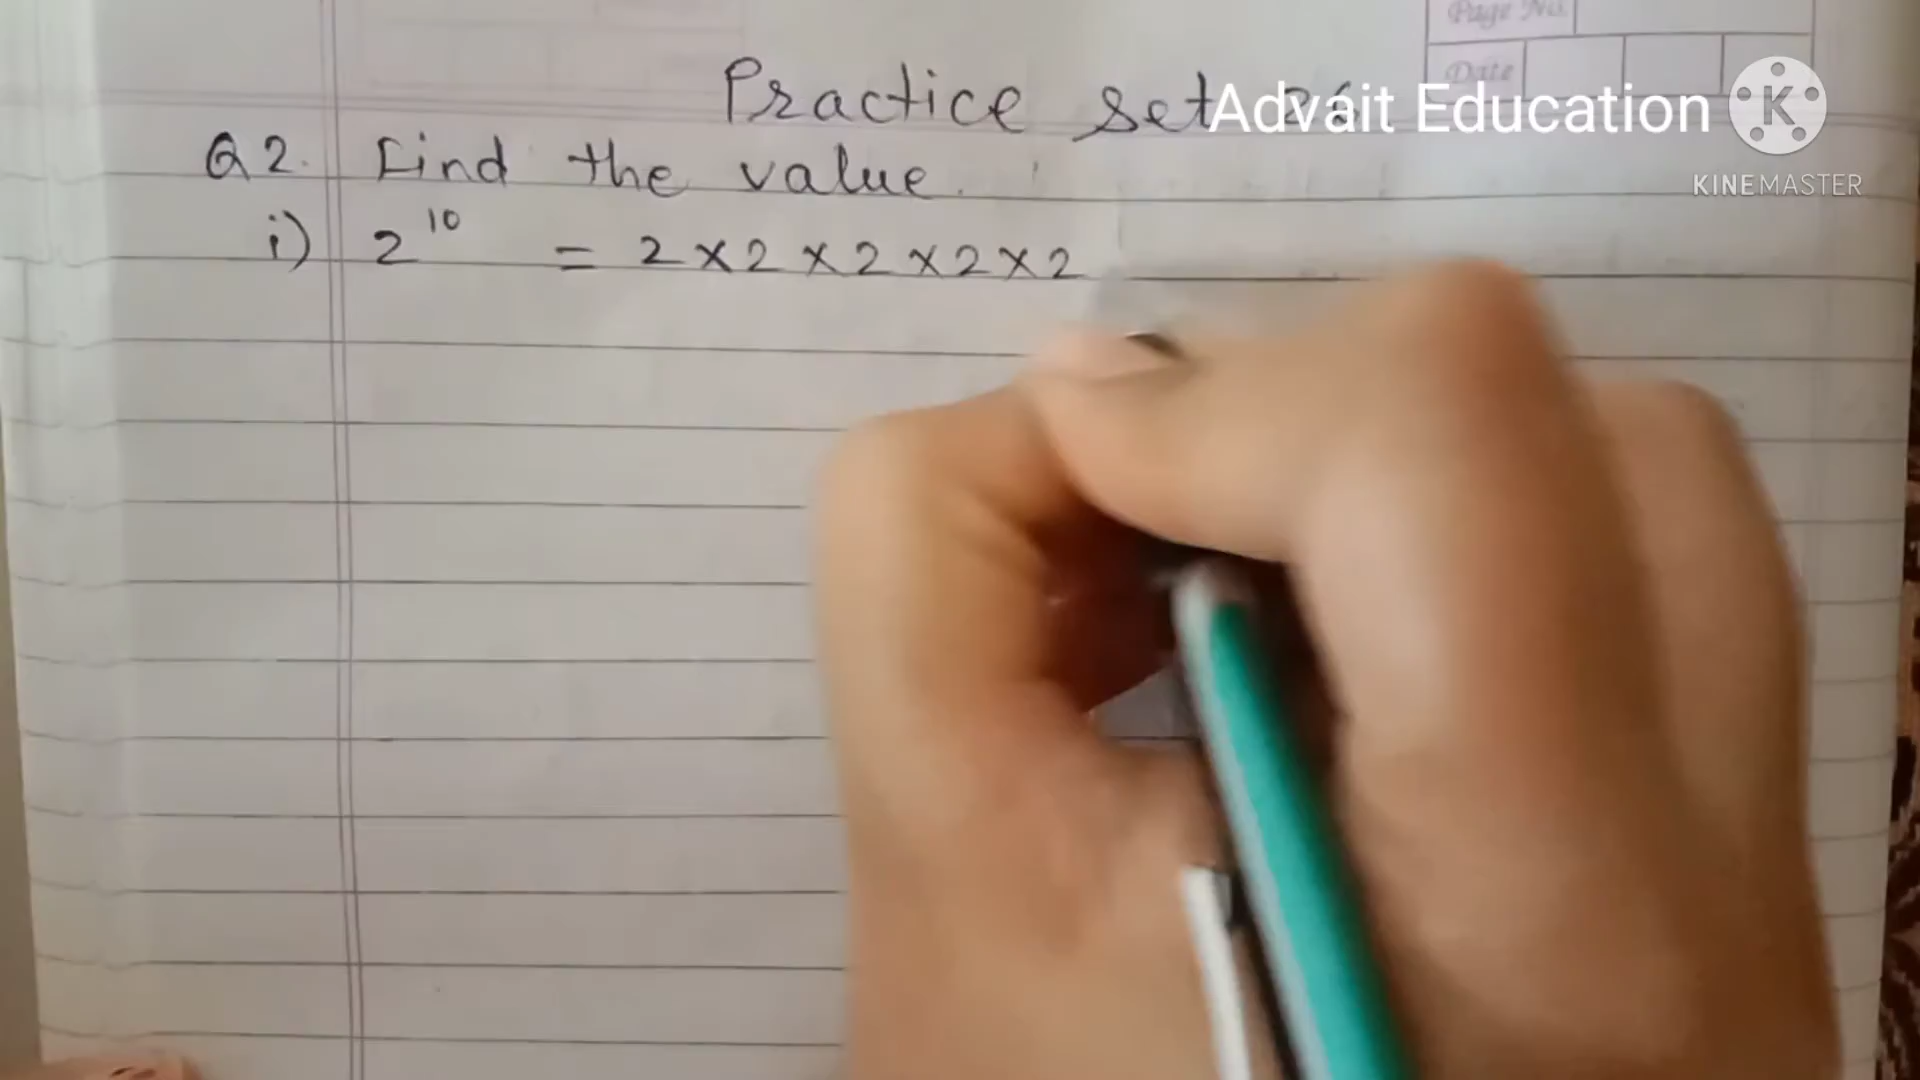 Page No.
Date
Practice set
Advait Education
K
KINEMASTER
Q2. Find the value.
i) 2¹⁰ = 2×2×2×2×2